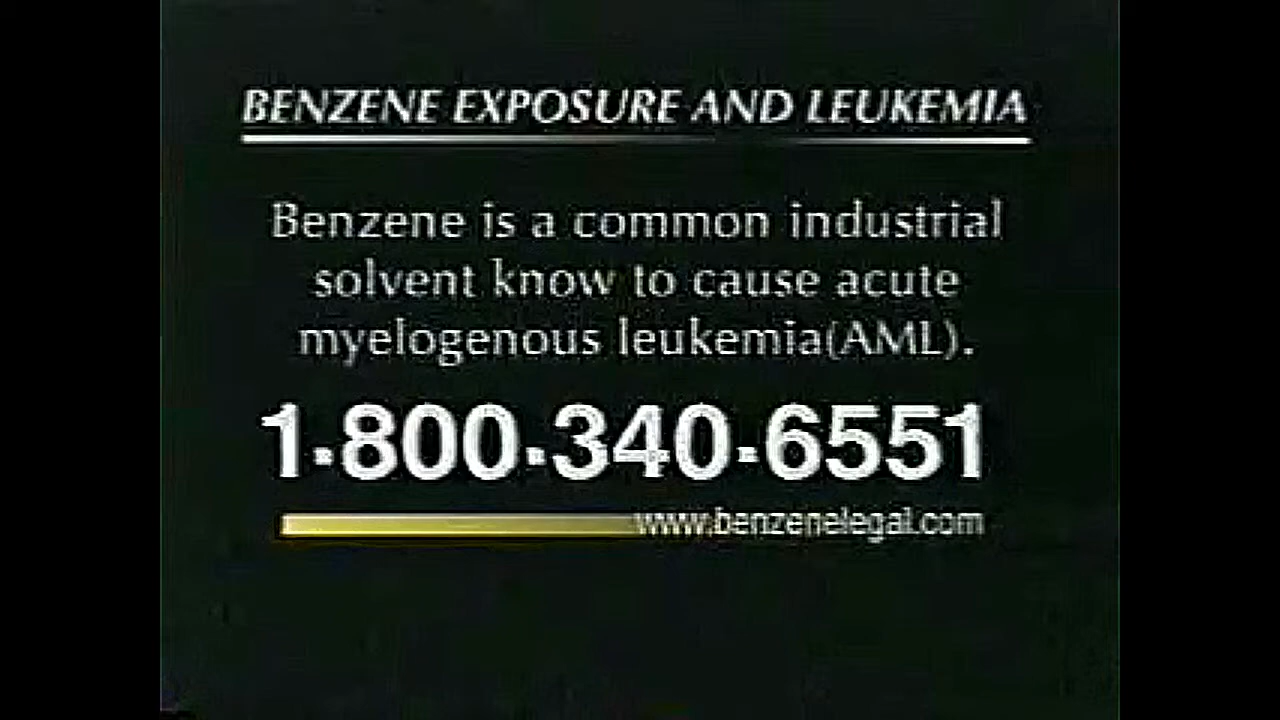 BENZENE EXPOSURE AND LEUKEMIA
Benzene is a common industrial
solvent know to cause acute
myelogenous leukemia(AML).
1-800-340-6551
www.benzenelegal.com